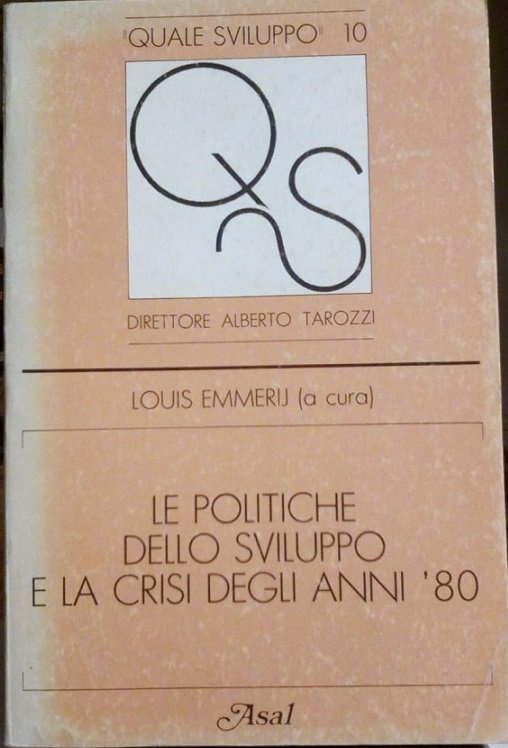 "QUALE SVILUPPO" 10
QS
DIRETTORE ALBERTO TAROZZI
LOUIS EMMERIJ (a cura)
LE POLITICHE
DELLO SVILUPPO
E LA CRISI DEGLI ANNI '80
Asal